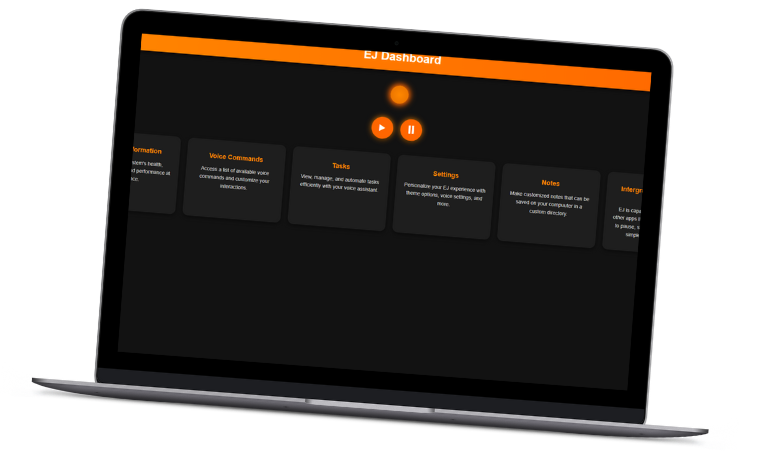 EJ Dashboard
formation
stem's health,
d performance at
ce.
Voice Commands
Access a list of available voice
commands and customize your
interactions.
Tasks
View, manage, and automate tasks
efficiently with your voice assistant
Settings
Personalize your EJ experience with
theme options, voice settings, and
more.
Notes
Make customized notes that can be
saved on your computer in a
custom directory.
Intergr
EJ is capa
other apps
to pause, s
simple